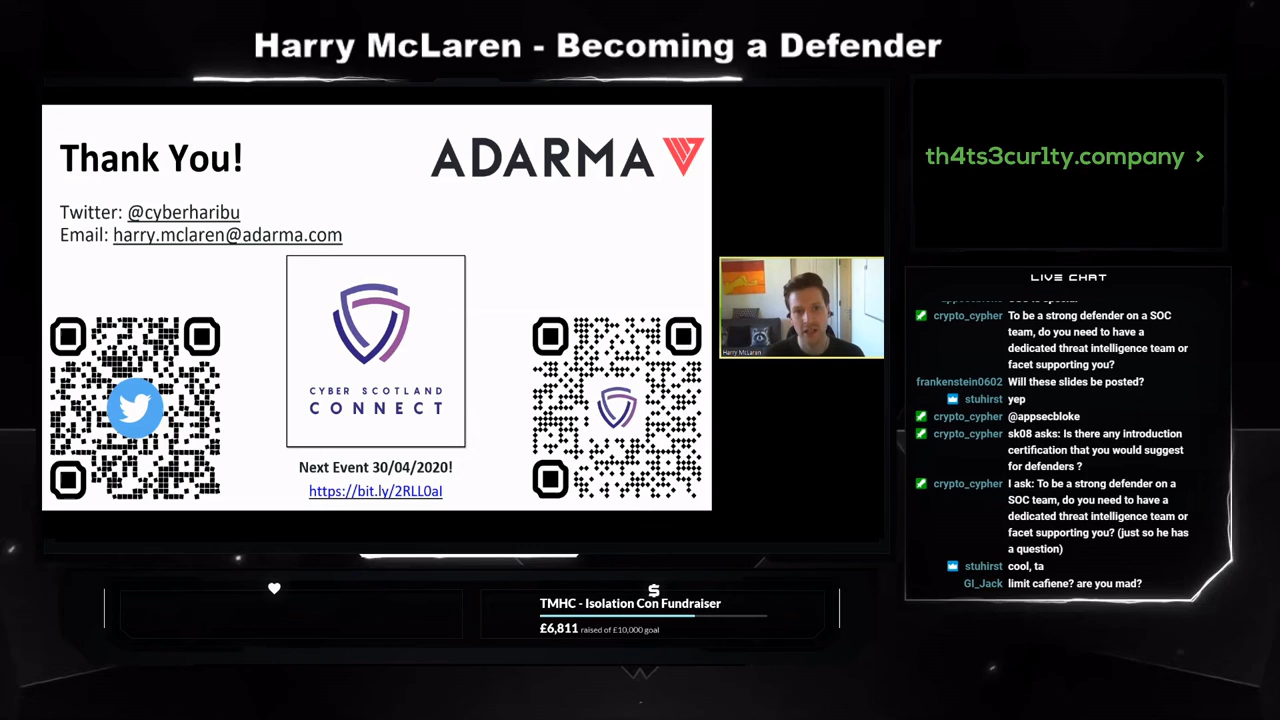 Harry McLaren - Becoming a Defender
Thank You!
ADARMA
Twitter: @cyberharibu
Email: harry.mclaren@adarma.com
CYBER SCOTLAND
CONNECT
Next Event 30/04/2020!
https://bit.ly/2RLL0aI
Harry McLaren
th4ts3cur1ty.company >
LIVE CHAT
crypto_cypher To be a strong defender on a SOC
team, do you need to have a
dedicated threat intelligence team or
facet supporting you?
frankenstein0602 Will these slides be posted?
stuhirst yep
crypto_cypher @appsecbloke
crypto_cypher sk08 asks: Is there any introduction
certification that you would suggest
for defenders ?
crypto_cypher I ask: To be a strong defender on a
SOC team, do you need to have a
dedicated threat intelligence team or
facet supporting you? (just so he has
a question)
stuhirst cool, ta
GI_Jack limit cafiene? are you mad?
TMHC - Isolation Con Fundraiser
£6,811 raised of £10,000 goal